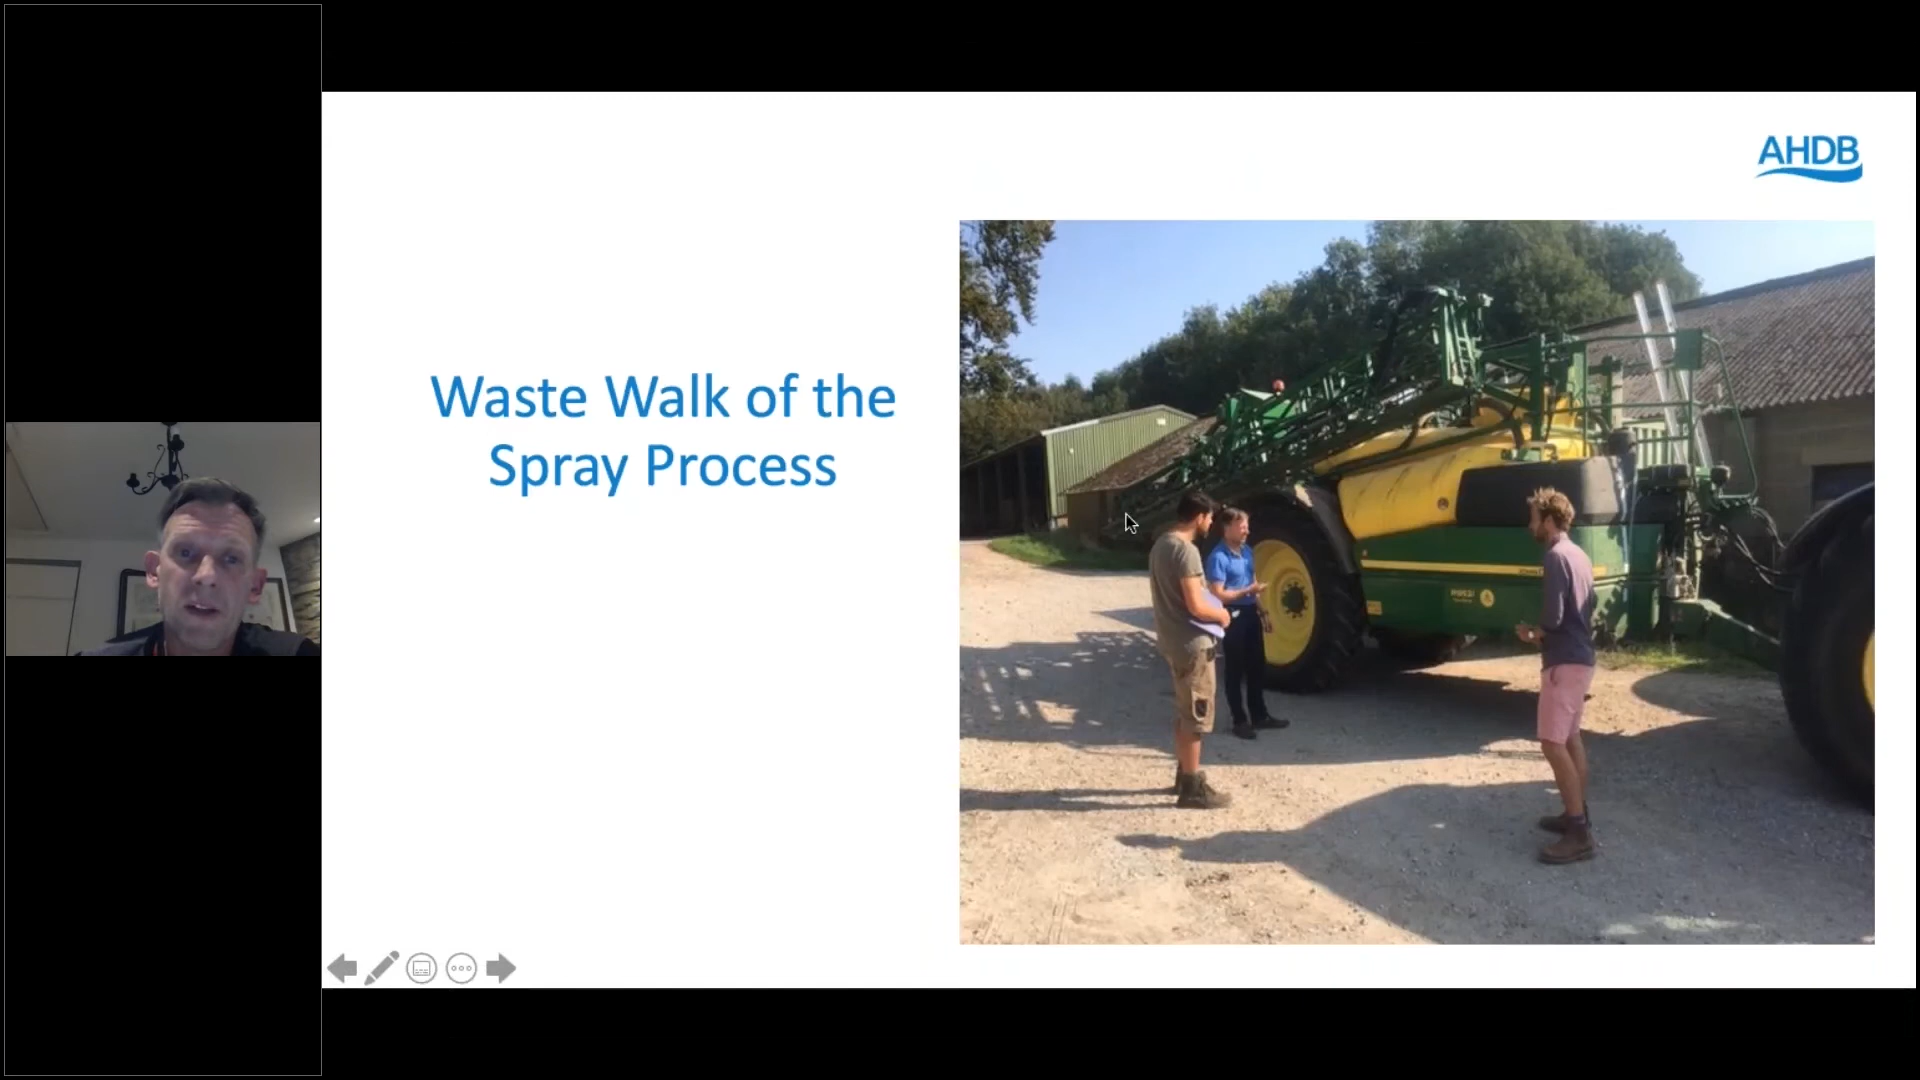 AHDB
Waste Walk of the
Spray Process